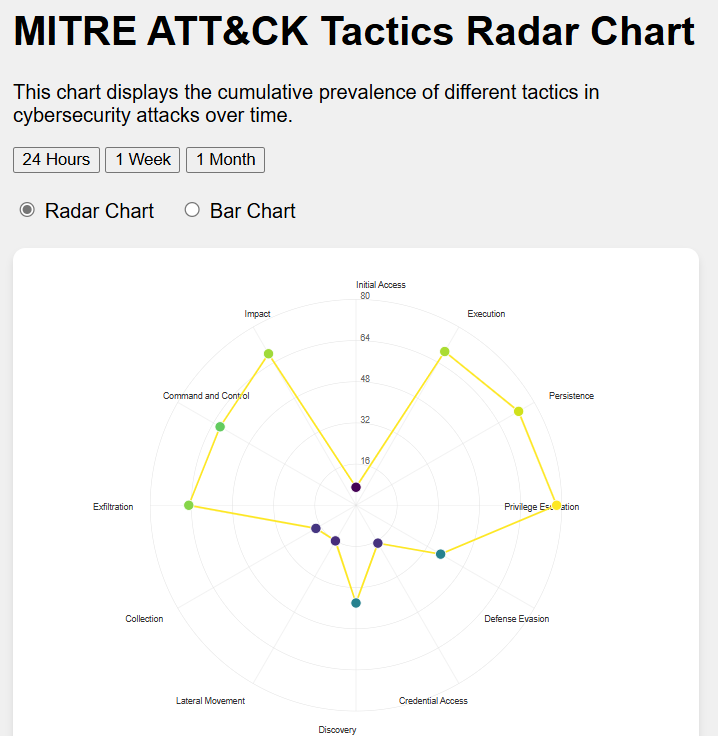 MITRE ATT&CK Tactics Radar Chart
This chart displays the cumulative prevalence of different tactics in
cybersecurity attacks over time.
24 Hours 1 Week 1 Month
Radar Chart Bar Chart
Initial Access
80
Impact
Execution
64
48
Command and Control
Persistence
32
16
Exfiltration
Privilege Escalation
Collection
Defense Evasion
Lateral Movement
Credential Access
Discovery